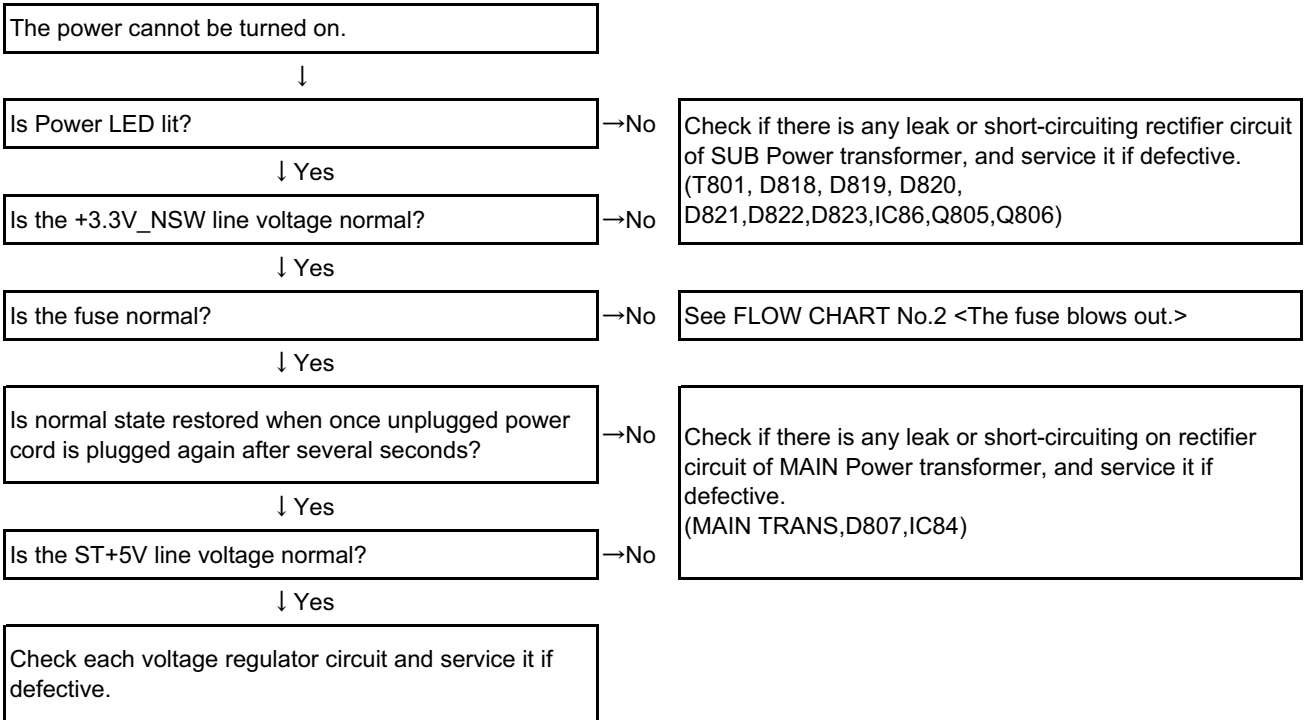 The power cannot be turned on.
↓
Is Power LED lit?
→No
Check if there is any leak or short-circuiting rectifier circuit
of SUB Power transformer, and service it if defective.
(T801, D818, D819, D820,
D821,D822,D823,IC86,Q805,Q806)
↓ Yes
Is the +3.3V_NSW line voltage normal?
→No
↓ Yes
Is the fuse normal?
→No
See FLOW CHART No.2 <The fuse blows out.>
↓ Yes
Is normal state restored when once unplugged power
cord is plugged again after several seconds?
→No
Check if there is any leak or short-circuiting on rectifier
circuit of MAIN Power transformer, and service it if
defective.
(MAIN TRANS,D807,IC84)
↓ Yes
Is the ST+5V line voltage normal?
→No
↓ Yes
Check each voltage regulator circuit and service it if
defective.